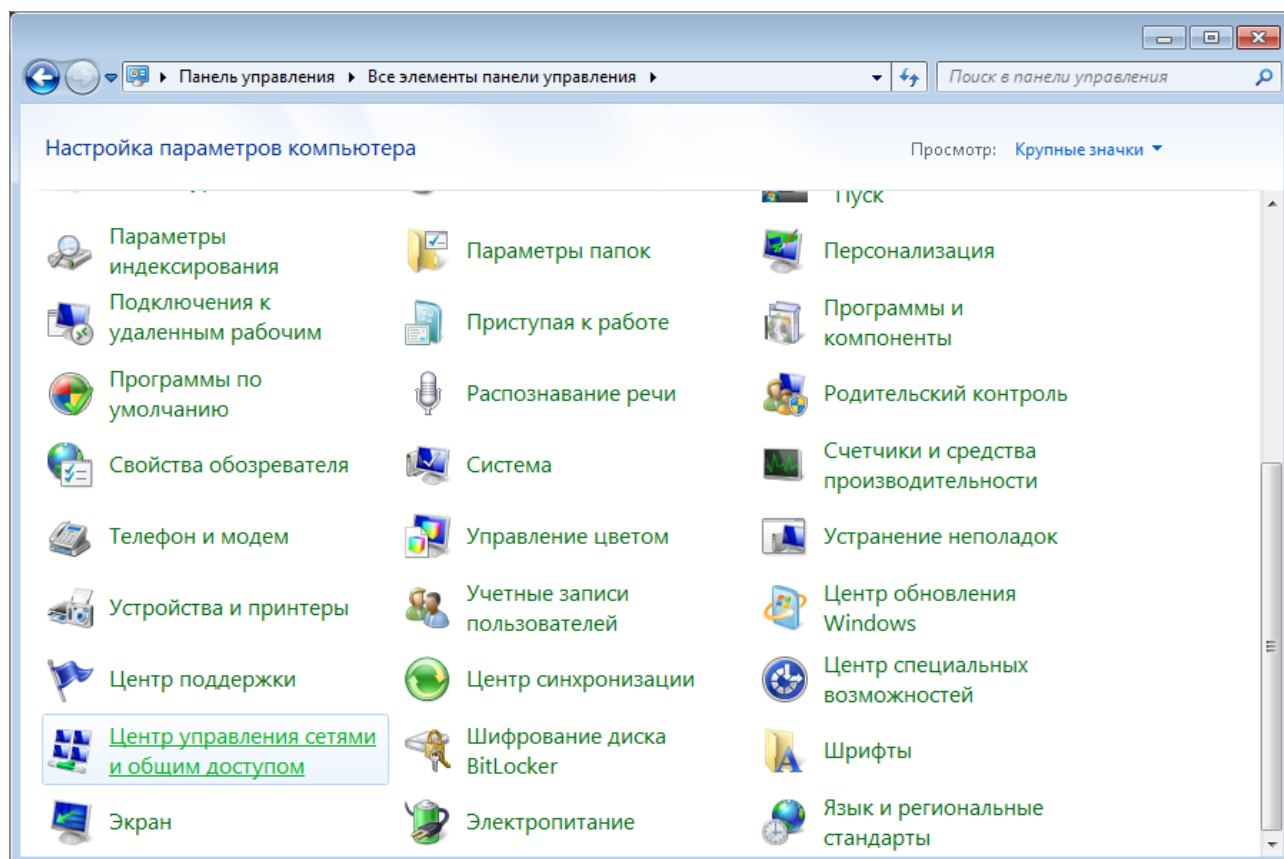 Панель управления ▸ Все элементы панели управления ▸
Поиск в панели управления
Настройка параметров компьютера
Просмотр: Крупные значки
Пуск
Параметры
индексирования
Параметры папок
Персонализация
Подключения к
удаленным рабочим
Приступая к работе
Программы и
компоненты
Программы по
умолчанию
Распознавание речи
Родительский контроль
Свойства обозревателя
Система
Счетчики и средства
производительности
Телефон и модем
Управление цветом
Устранение неполадок
Устройства и принтеры
Учетные записи
пользователей
Центр обновления
Windows
Центр поддержки
Центр синхронизации
Центр специальных
возможностей
Центр управления сетями
и общим доступом
Шифрование диска
BitLocker
Шрифты
Экран
Электропитание
Язык и региональные
стандарты